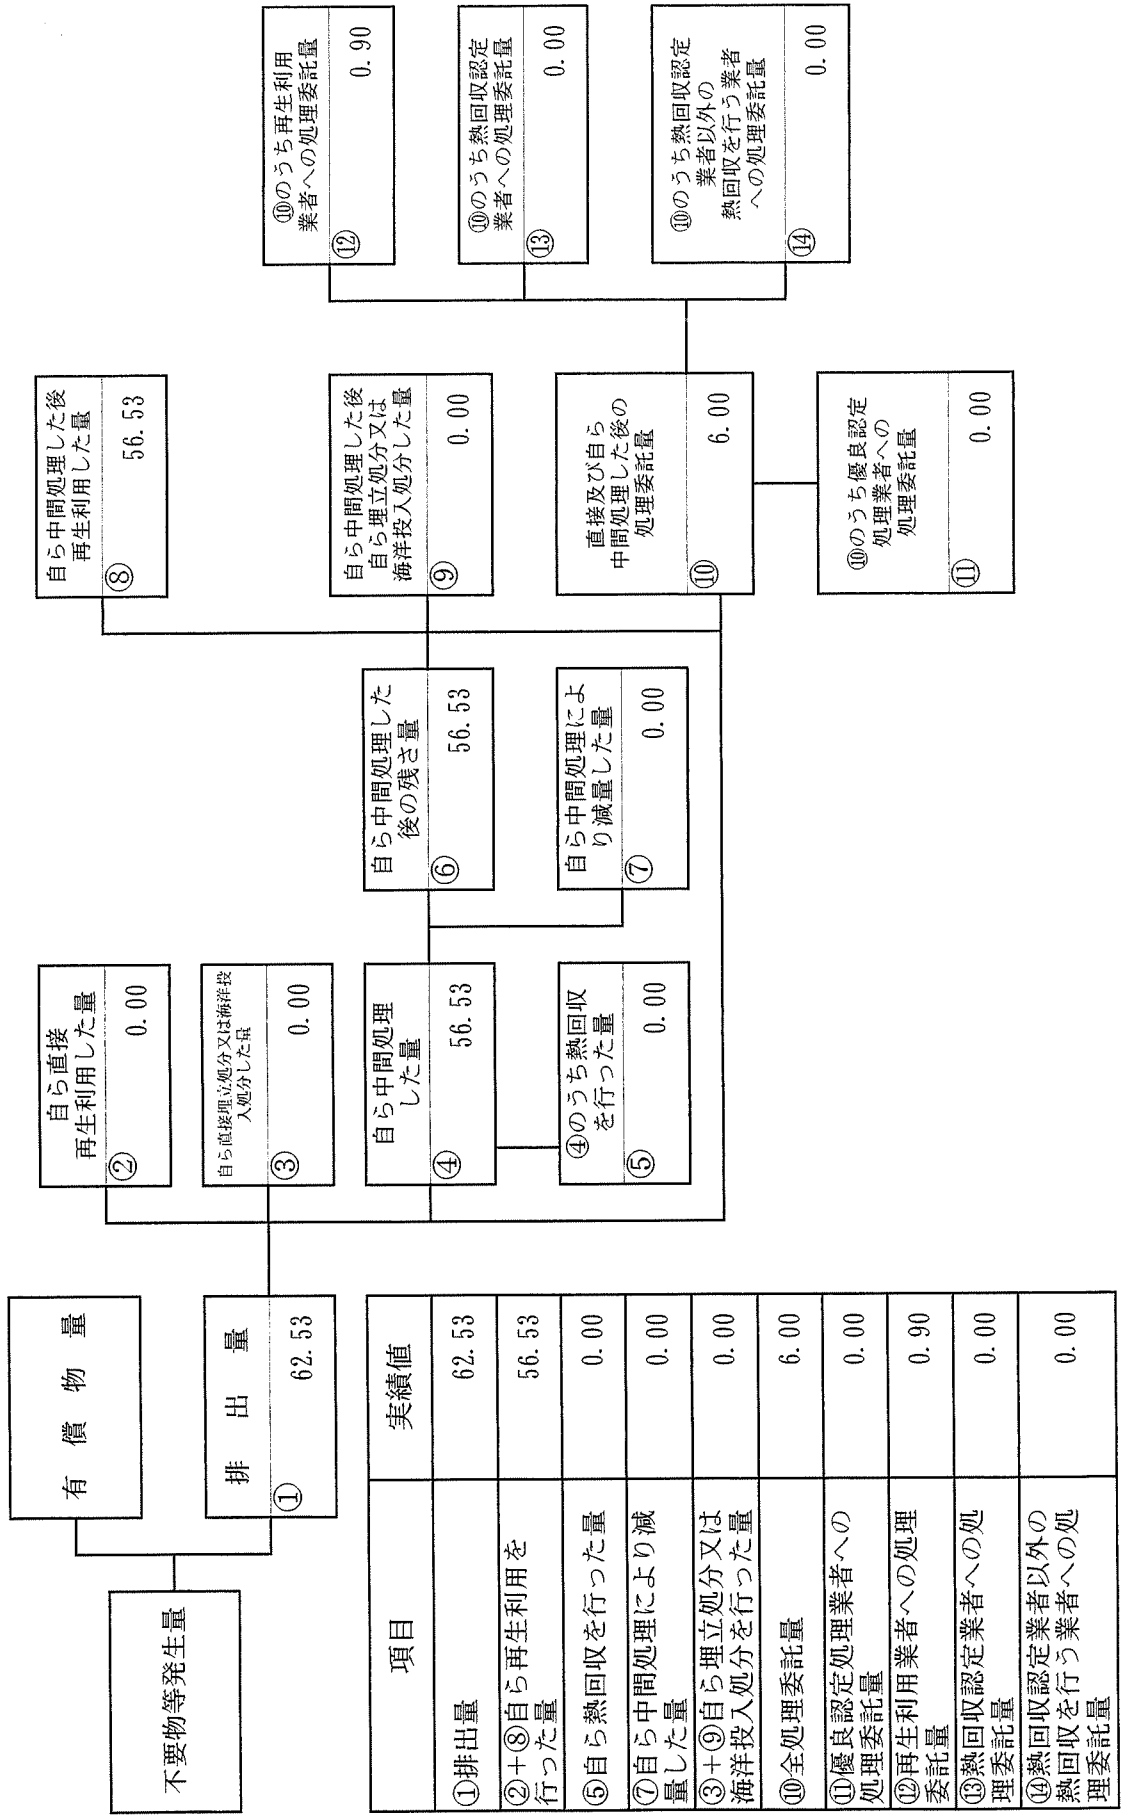 不要物等発生量
有償物量
排出量
①
62.53
自ら直接
再生利用した量
②
0.00
自ら直接埋立処分又は海洋投
入処分した量
③
0.00
自ら中間処理
した量
④
56.53
④のうち熱回収
を行った量
⑤
0.00
自ら中間処理した
後の残さ量
⑥
56.53
自ら中間処理によ
り減量した量
⑦
0.00
自ら中間処理した後
再生利用した量
⑧
56.53
自ら中間処理した後
自ら埋立処分又は
海洋投入処分した量
⑨
0.00
直接及び自ら
中間処理した後の
処理委託量
⑩
6.00
⑩のうち優良認定
処理業者への
処理委託量
⑪
0.00
⑩のうち再生利用
業者への処理委託量
⑫
0.90
⑩のうち熱回収認定
業者への処理委託量
⑬
0.00
⑩のうち熱回収認定
業者以外の
熱回収を行う業者
への処理委託量
⑭
0.00
項目 実績値
①排出量 62.53
②+⑧自ら再生利用を
行った量 56.53
⑤自ら熱回収を行った量 0.00
⑦自ら中間処理により減
量した量 0.00
③+⑨自ら埋立処分又は
海洋投入処分を行った量 0.00
⑩全処理委託量 6.00
⑪優良認定処理業者への
処理委託量 0.00
⑫再生利用業者への処理
委託量 0.90
⑬熱回収認定業者への処
理委託量 0.00
⑭熱回収認定業者以外の
熱回収を行う業者への処
理委託量 0.00